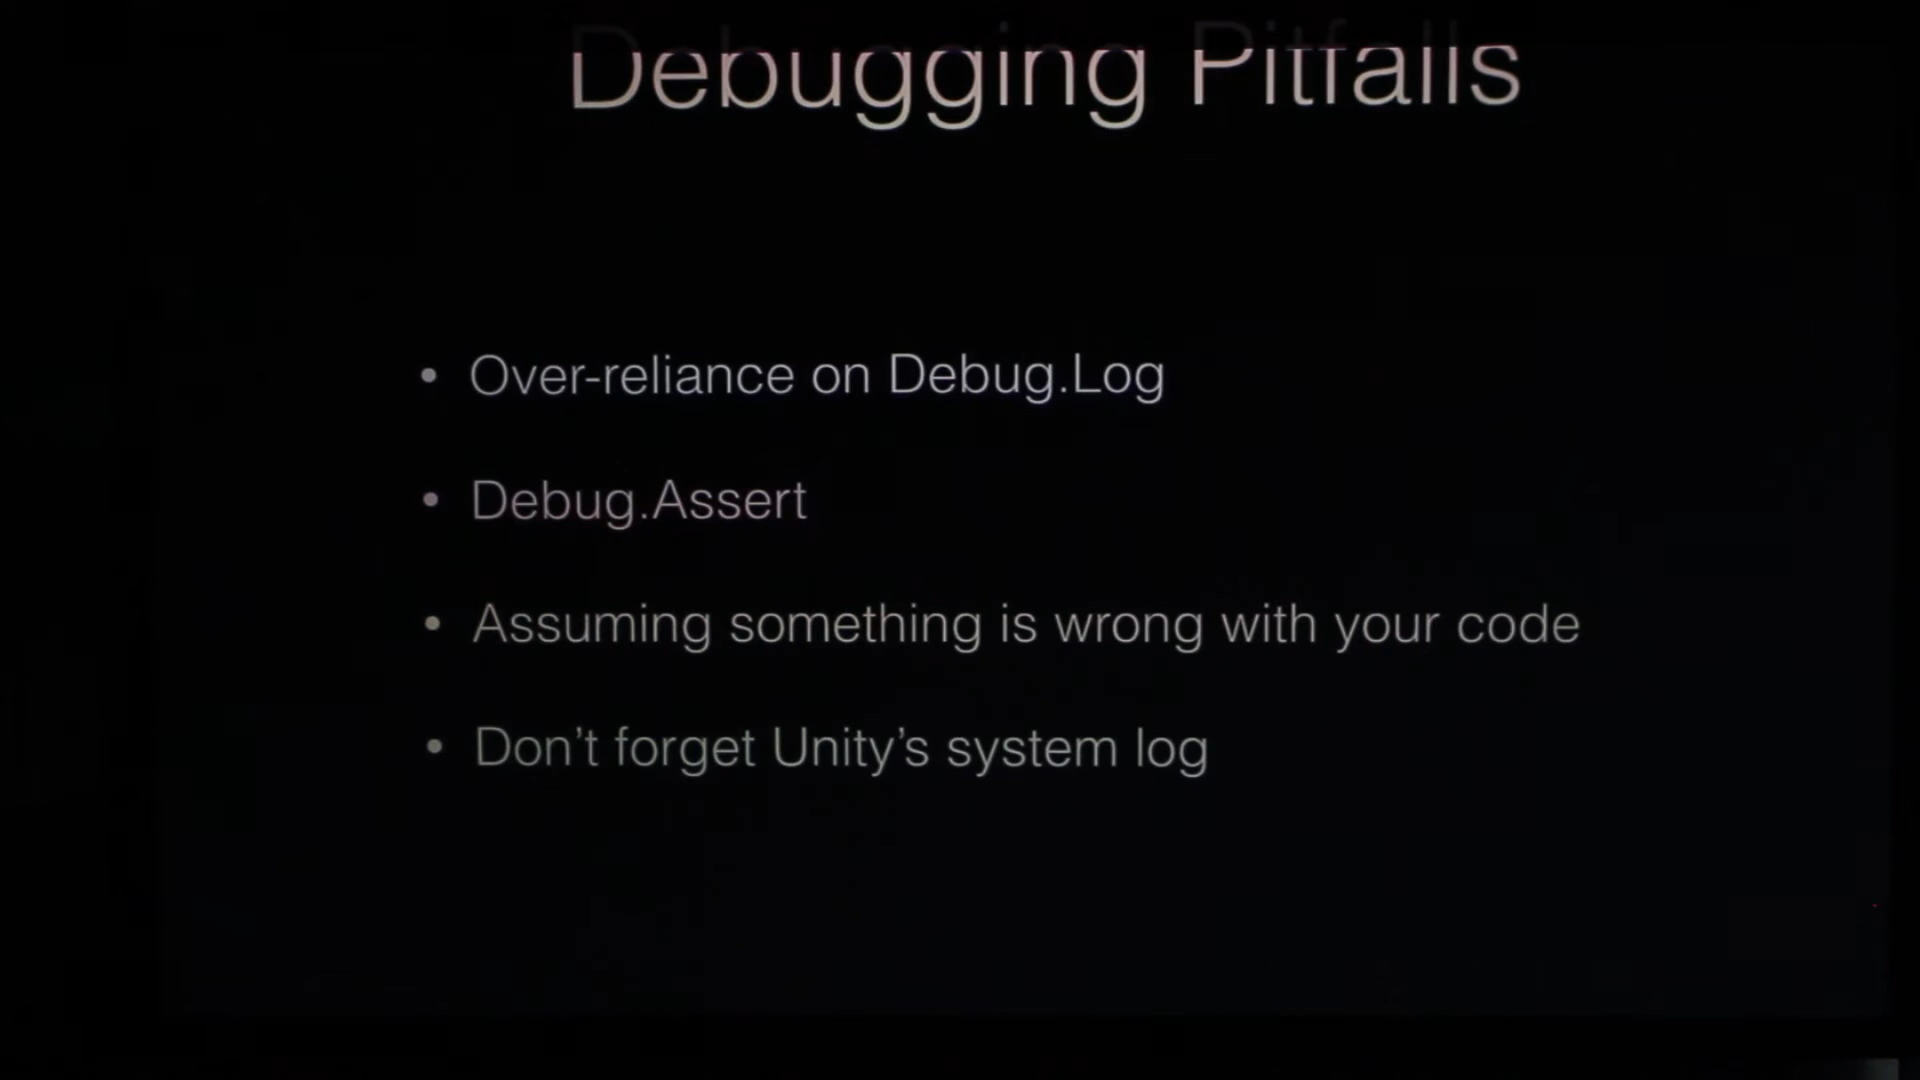 Debugging Pitfalls
• Over-reliance on Debug.Log
• Debug.Assert
• Assuming something is wrong with your code
• Don’t forget Unity’s system log